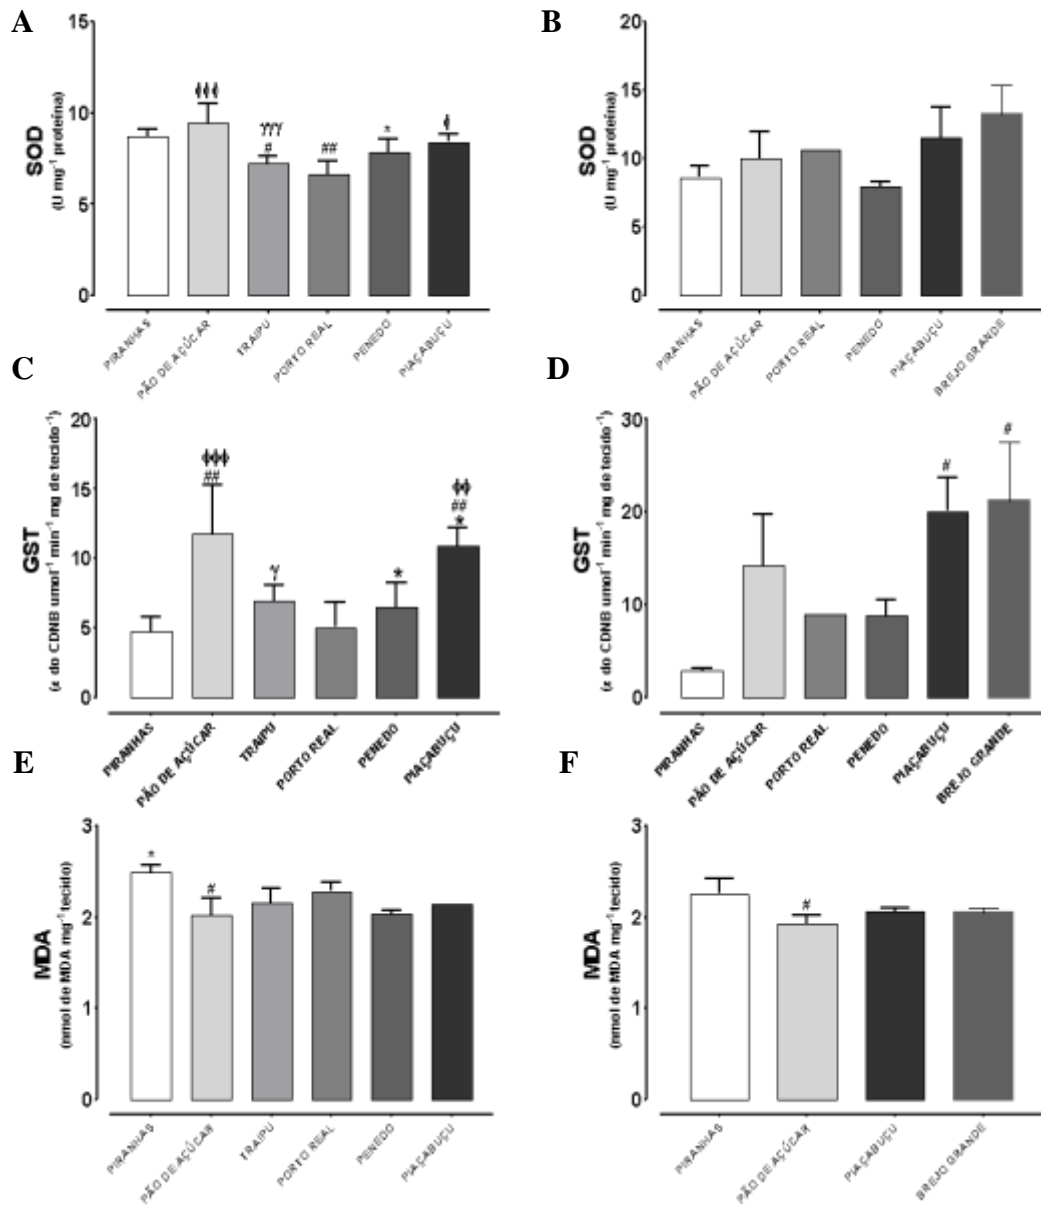 A
SOD
(U mg⁻¹ proteína)
15
10
5
0
ϕϕϕ
γγγ
#
##
*
ϕ
PIRANHAS
PÃO DE AÇÚCAR
TRAIPU
PORTO REAL
PENEDO
PIAÇABUÇU
B
SOD
(U mg⁻¹ proteína)
20
15
10
5
0
PIRANHAS
PÃO DE AÇÚCAR
PORTO REAL
PENEDO
PIAÇABUÇU
BREJO GRANDE
C
GST
(ε do CDNB umol⁻¹ min⁻¹ mg de tecido⁻¹)
20
15
10
5
0
ϕϕϕ
##
γ
*
ϕϕ
##
*
PIRANHAS
PÃO DE AÇÚCAR
TRAIPU
PORTO REAL
PENEDO
PIAÇABUÇU
D
GST
(ε do CDNB umol⁻¹ min⁻¹ mg de tecido⁻¹)
30
20
10
0
#
#
PIRANHAS
PÃO DE AÇÚCAR
PORTO REAL
PENEDO
PIAÇABUÇU
BREJO GRANDE
E
MDA
(nmol de MDA mg⁻¹ tecido)
3
2
1
0
*
#
PIRANHAS
PÃO DE AÇÚCAR
TRAIPU
PORTO REAL
PENEDO
PIAÇABUÇU
F
MDA
(nmol de MDA mg⁻¹ tecido)
3
2
1
0
#
PIRANHAS
PÃO DE AÇÚCAR
PIAÇABUÇU
BREJO GRANDE